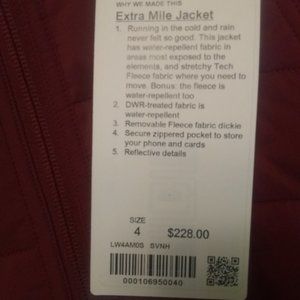 WHY WE MADE THIS
Extra Mile Jacket
1. Running in the cold and rain
never felt so good. This jacket
has water-repellent fabric in
areas most exposed to the
elements, and stretchy Tech
Fleece fabric where you need to
move. Bonus: the fleece is
water-repellent too
2. DWR-treated fabric is
water-repellent
3. Removable Fleece fabric dickie
4. Secure zippered pocket to store
your phone and cards
5. Reflective details
SIZE
4 $228.00
LW4AM0S SVNH
000106950040